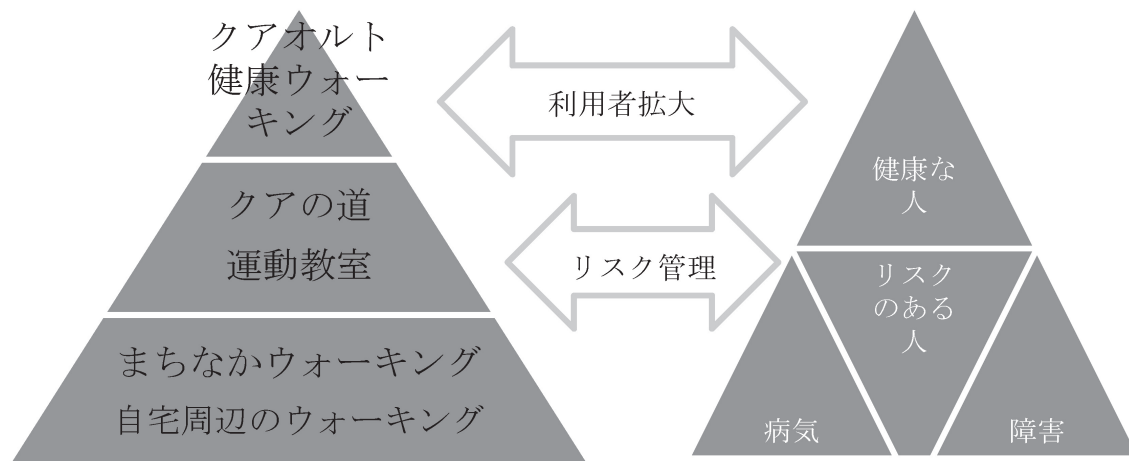 クアオルト
健康ウォー
キング
クアの道
運動教室
まちなかウォーキング
自宅周辺のウォーキング
利用者拡大
リスク管理
健康な
人
リスク
のある
人
病気
障害